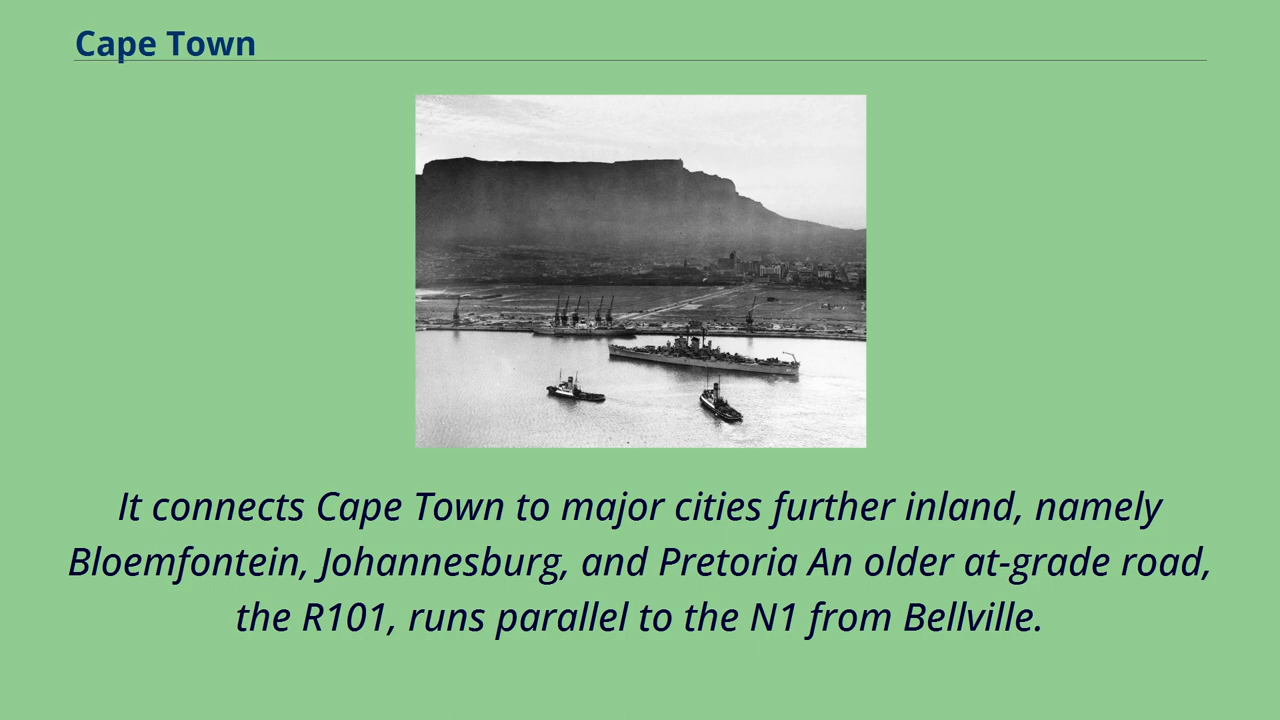 Cape Town
It connects Cape Town to major cities further inland, namely
Bloemfontein, Johannesburg, and Pretoria An older at-grade road,
the R101, runs parallel to the N1 from Bellville.